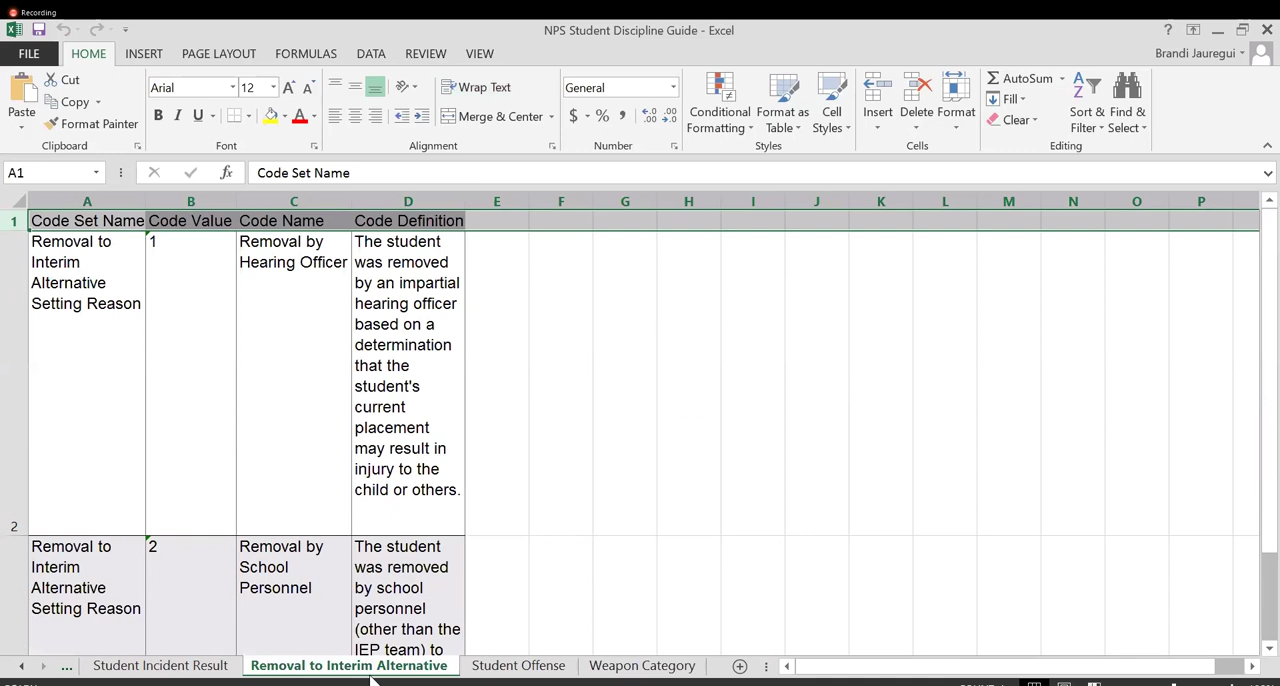 Recording
NPS Student Discipline Guide - Excel
?
FILE
HOME
INSERT
PAGE LAYOUT
FORMULAS
DATA
REVIEW
VIEW
Brandi Jauregui
Paste
Cut
Copy
Format Painter
Clipboard
Arial
12
B I U
A
Font
Wrap Text
Merge & Center
Alignment
General
$ % ,
Number
Conditional
Formatting
Format as
Table
Cell
Styles
Styles
Insert
Delete
Format
Cells
AutoSum
Fill
Clear
Sort &
Filter
Find &
Select
Editing
A1
fx
Code Set Name
A B C D E F G H I J K L M N O P
1
Code Set Name Code Value Code Name Code Definition
2
Removal to
Interim
Alternative
Setting Reason
1
Removal by
Hearing Officer
The student
was removed
by an impartial
hearing officer
based on a
determination
that the
student's
current
placement
may result in
injury to the
child or others.
Removal to
Interim
Alternative
Setting Reason
2
Removal by
School
Personnel
The student
was removed
by school
personnel
(other than the
IEP team) to
...
Student Incident Result
Removal to Interim Alternative
Student Offense
Weapon Category